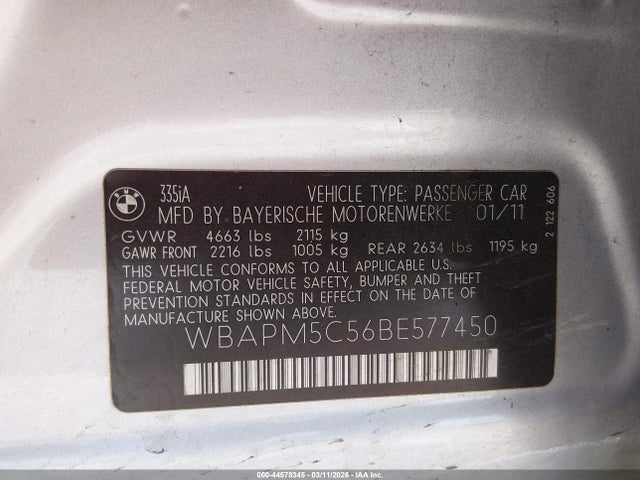 BMW
335iA VEHICLE TYPE: PASSENGER CAR
MFD BY BAYERISCHE MOTORENWERKE 01/11
GVWR 4663 lbs 2115 kg
GAWR FRONT 2216 lbs 1005 kg REAR 2634 lbs 1195 kg
THIS VEHICLE CONFORMS TO ALL APPLICABLE U.S.
FEDERAL MOTOR VEHICLE SAFETY, BUMPER AND THEFT
PREVENTION STANDARDS IN EFFECT ON THE DATE OF
MANUFACTURE SHOWN ABOVE.
WBAPM5C56BE577450
2 122 606
000-44578345 - 03/11/2026 - IAAI.COM